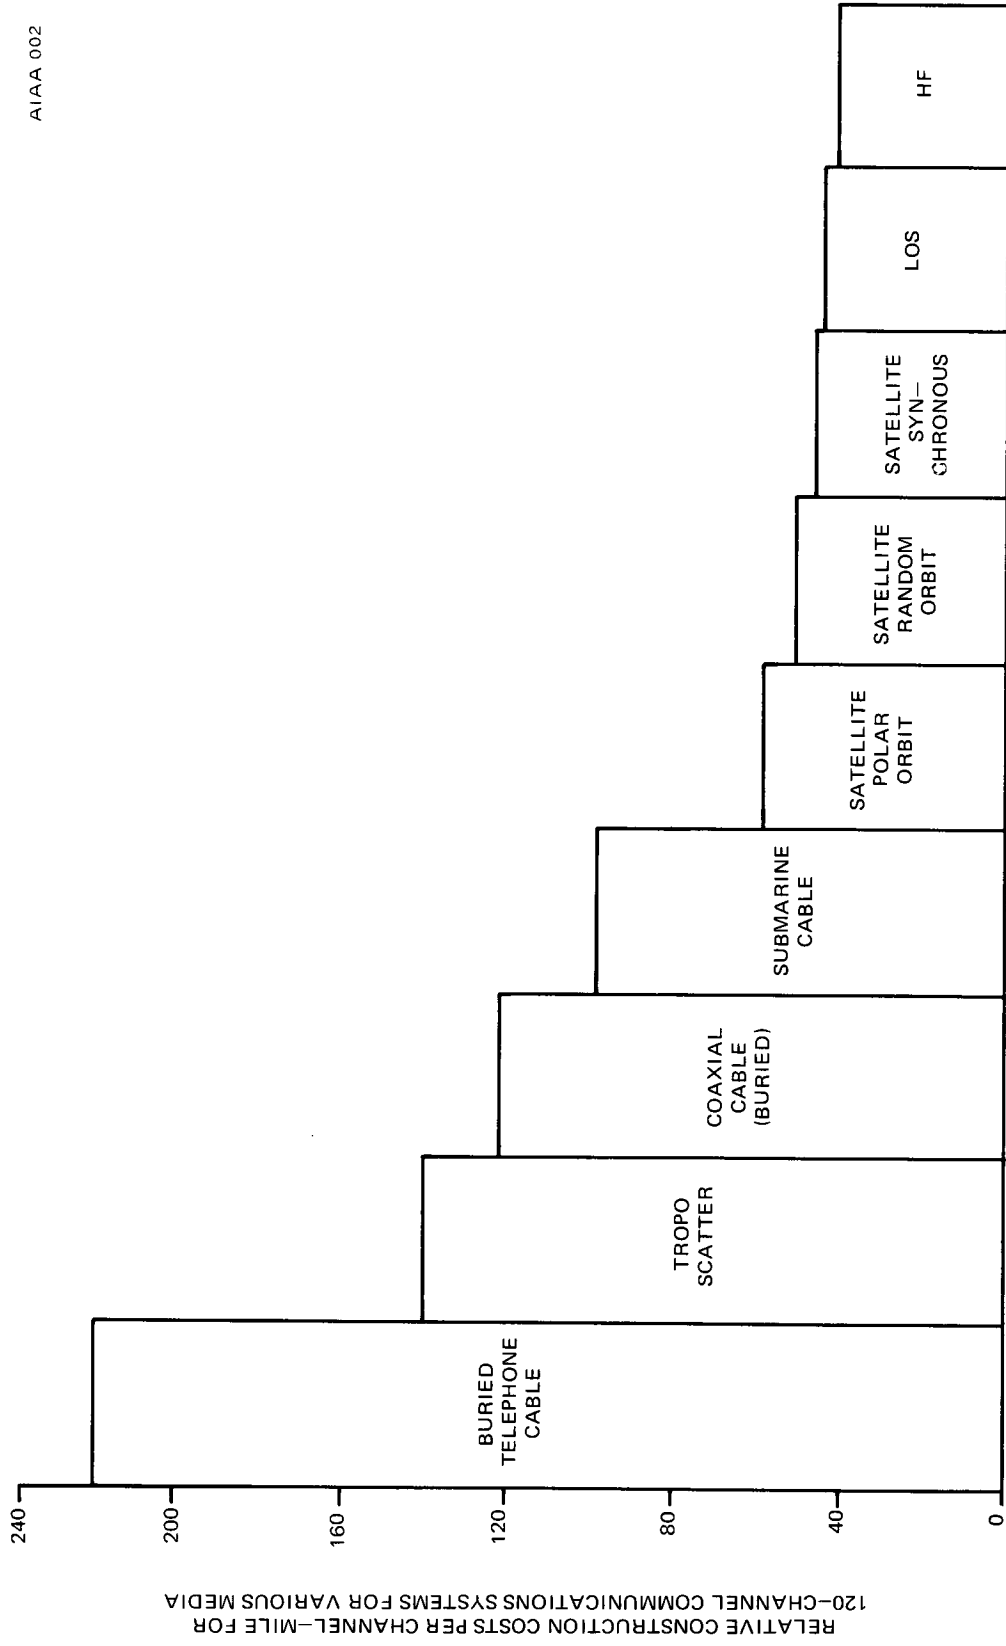 AIAA 002
RELATIVE CONSTRUCTION COSTS PER CHANNEL–MILE FOR
120–CHANNEL COMMUNICATIONS SYSTEMS FOR VARIOUS MEDIA
240
200
160
120
80
40
0
BURIED
TELEPHONE
CABLE
TROPO
SCATTER
COAXIAL
CABLE
(BURIED)
SUBMARINE
CABLE
SATELLITE
POLAR
ORBIT
SATELLITE
RANDOM
ORBIT
SATELLITE
SYN–
CHRONOUS
LOS
HF